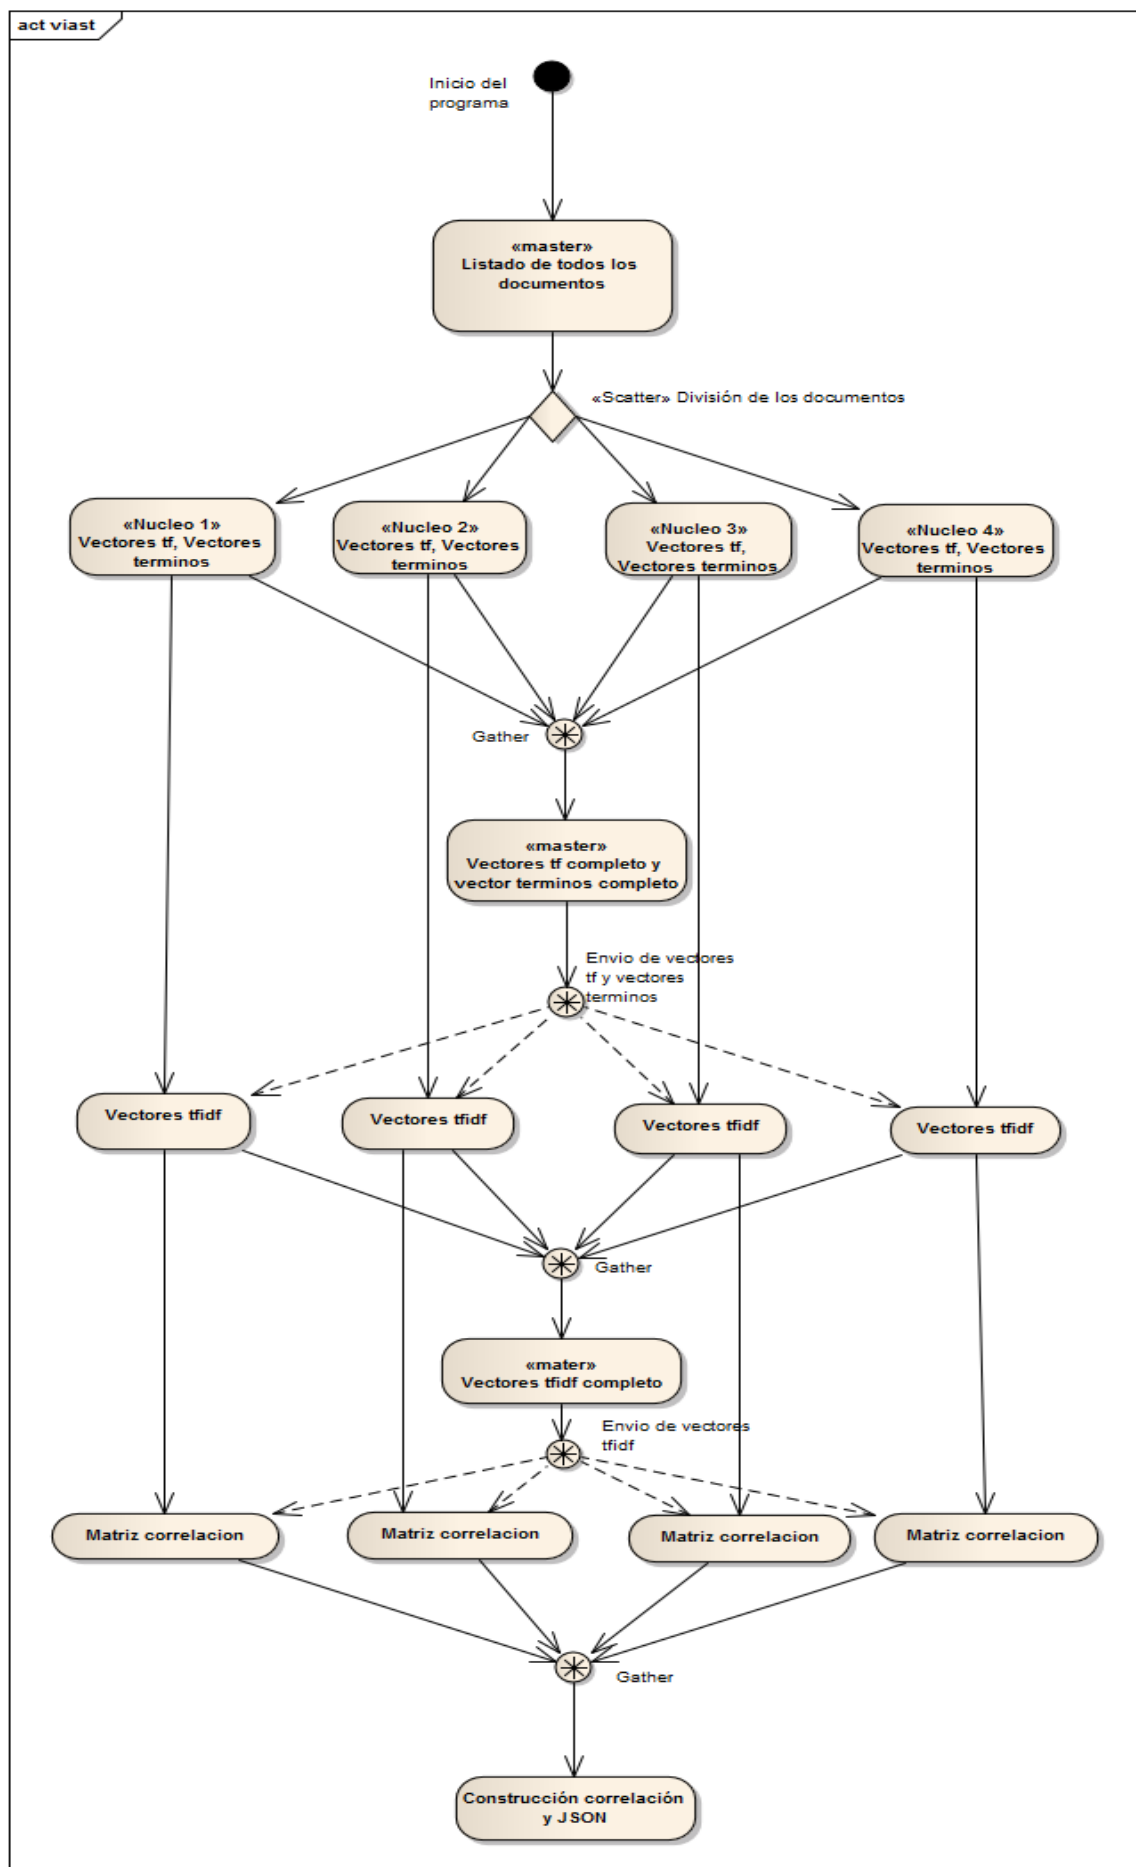 act viast
Inicio del
programa
«master»
Listado de todos los
documentos
«Scatter» División de los documentos
«Nucleo 1»
Vectores tf, Vectores
terminos
«Nucleo 2»
Vectores tf, Vectores
terminos
«Nucleo 3»
Vectores tf,
Vectores terminos
«Nucleo 4»
Vectores tf, Vectores
terminos
Gather
«master»
Vectores tf completo y
vector terminos completo
Envio de vectores
tf y vectores
terminos
Vectores tfidf
Vectores tfidf
Vectores tfidf
Vectores tfidf
Gather
«mater»
Vectores tfidf completo
Envio de vectores
tfidf
Matriz correlacion
Matriz correlacion
Matriz correlacion
Matriz correlacion
Gather
Construcción correlación
y JSON